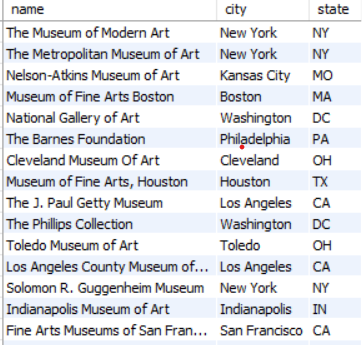 name city state
The Museum of Modern Art New York NY
The Metropolitan Museum of Art New York NY
Nelson-Atkins Museum of Art Kansas City MO
Museum of Fine Arts Boston Boston MA
National Gallery of Art Washington DC
The Barnes Foundation Philadelphia PA
Cleveland Museum Of Art Cleveland OH
Museum of Fine Arts, Houston Houston TX
The J. Paul Getty Museum Los Angeles CA
The Phillips Collection Washington DC
Toledo Museum of Art Toledo OH
Los Angeles County Museum of... Los Angeles CA
Solomon R. Guggenheim Museum New York NY
Indianapolis Museum of Art Indianapolis IN
Fine Arts Museums of San Fran... San Francisco CA